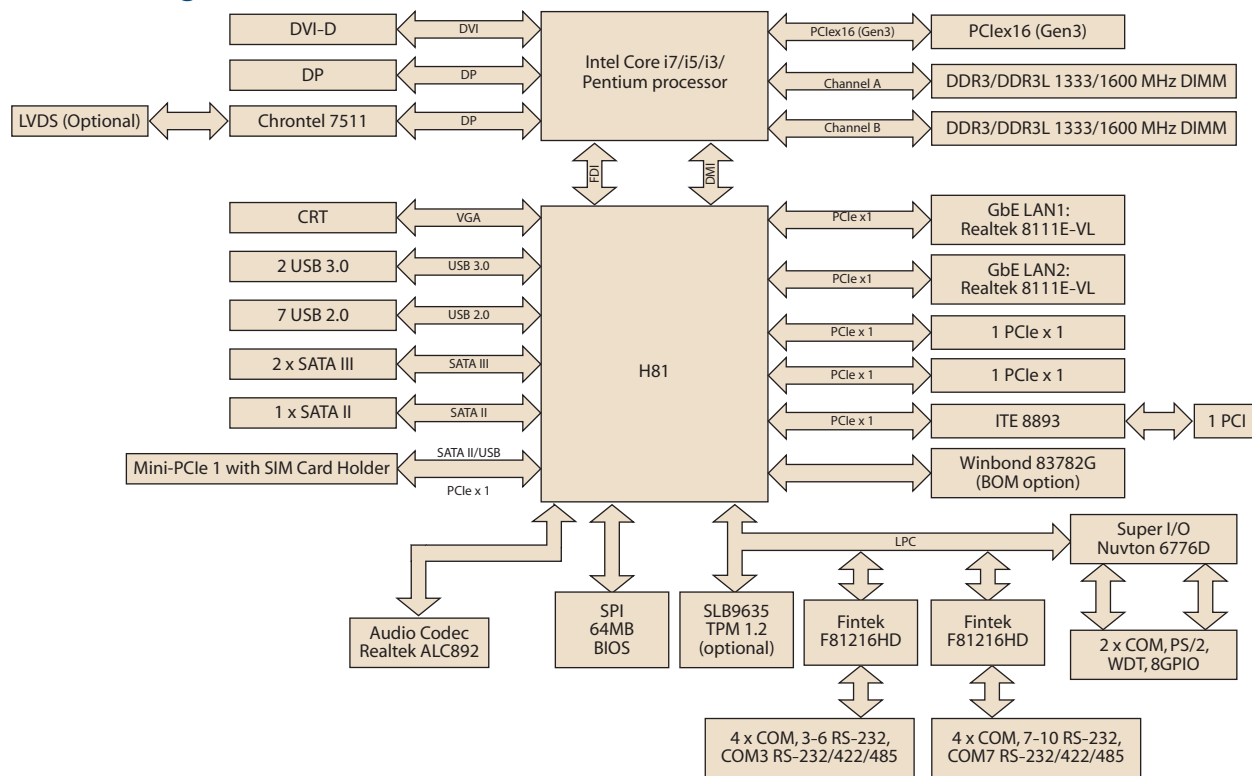 DVI-D
DVI
Intel Core i7/i5/i3/
Pentium processor
PCIex16 (Gen3)
PCIex16 (Gen3)
DP
DP
Channel A
DDR3/DDR3L 1333/1600 MHz DIMM
LVDS (Optional)
Chrontel 7511
DP
Channel B
DDR3/DDR3L 1333/1600 MHz DIMM
FDI
DMI
CRT
VGA
PCIe x1
GbE LAN1:
Realtek 8111E-VL
2 USB 3.0
USB 3.0
PCIe x1
GbE LAN2:
Realtek 8111E-VL
7 USB 2.0
USB 2.0
PCIe x 1
1 PCIe x 1
2 x SATA III
SATA III
H81
PCIe x 1
1 PCIe x 1
1 x SATA II
SATA II
PCIe x 1
ITE 8893
1 PCI
Mini-PCIe 1 with SIM Card Holder
SATA II/USB
PCIe x 1
Winbond 83782G
(BOM option)
LPC
Super I/O
Nuvton 6776D
Audio Codec
Realtek ALC892
SPI
64MB
BIOS
SLB9635
TPM 1.2
(optional)
Fintek
F81216HD
Fintek
F81216HD
2 x COM, PS/2,
WDT, 8GPIO
4 x COM, 3-6 RS-232,
COM3 RS-232/422/485
4 x COM, 7-10 RS-232,
COM7 RS-232/422/485